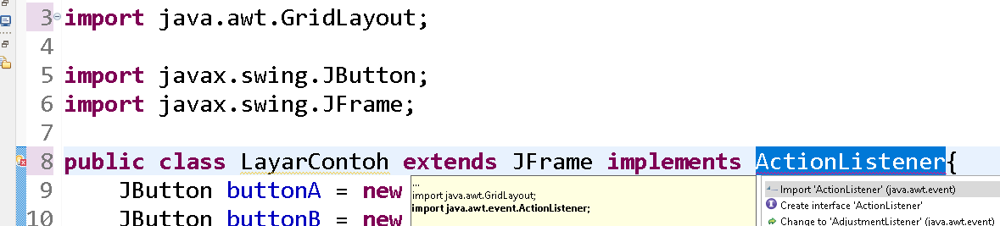 3 import java.awt.GridLayout;
4
5 import javax.swing.JButton;
6 import javax.swing.JFrame;
7
8 public class LayarContoh extends JFrame implements ActionListener{
9 JButton buttonA = new
10 JButton buttonB = new
...
import java.awt.GridLayout;
import java.awt.event.ActionListener;
Import 'ActionListener' (java.awt.event)
Create interface 'ActionListener'
Change to 'AdjustmentListener' (java.awt.event)